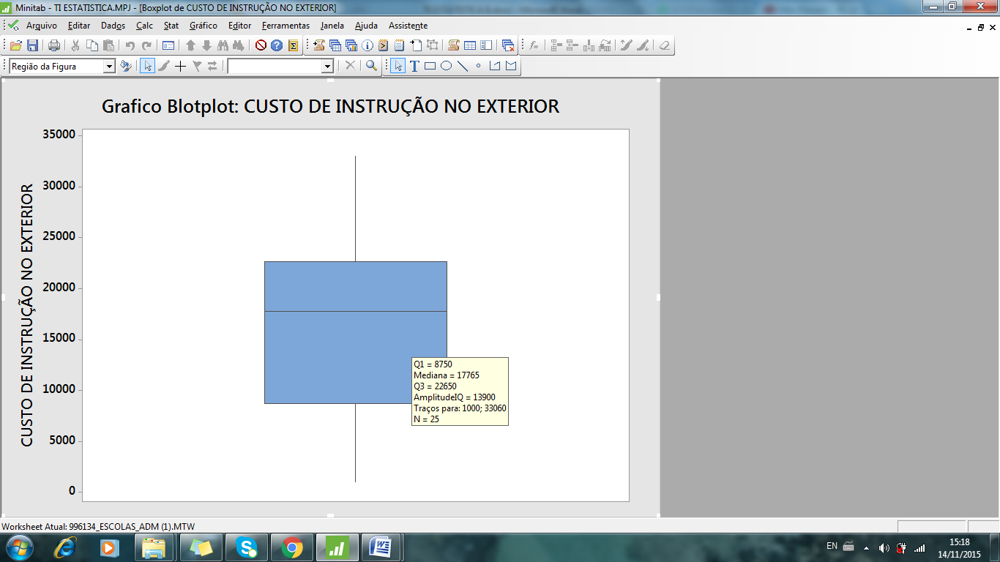 Minitab - TI ESTATISTICA.MPJ - [Boxplot de CUSTO DE INSTRUÇÃO NO EXTERIOR]
Arquivo Editar Dados Calc Stat Gráfico Editor Ferramentas Janela Ajuda Assistente
Região da Figura
Grafico Blotplot: CUSTO DE INSTRUÇÃO NO EXTERIOR
CUSTO DE INSTRUÇÃO NO EXTERIOR
35000
30000
25000
20000
15000
10000
5000
0
Q1 = 8750
Mediana = 17765
Q3 = 22650
AmplitudeIQ = 13900
Traços para: 1000; 33060
N = 25
Worksheet Atual: 996134_ESCOLAS_ADM (1).MTW
EN
15:18
14/11/2015